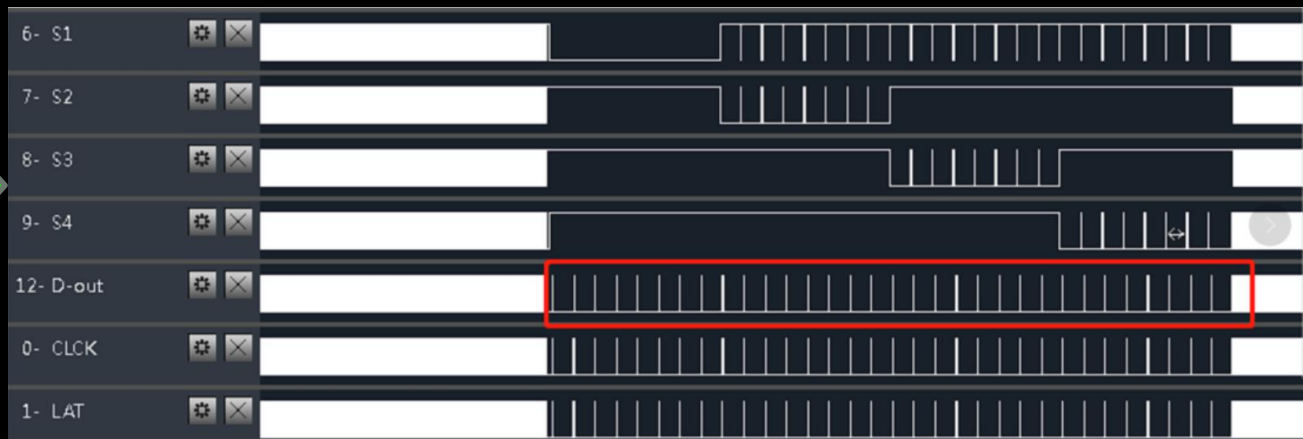 6- S1
7- S2
8- S3
9- S4
12- D-out
0- CLCK
1- LAT